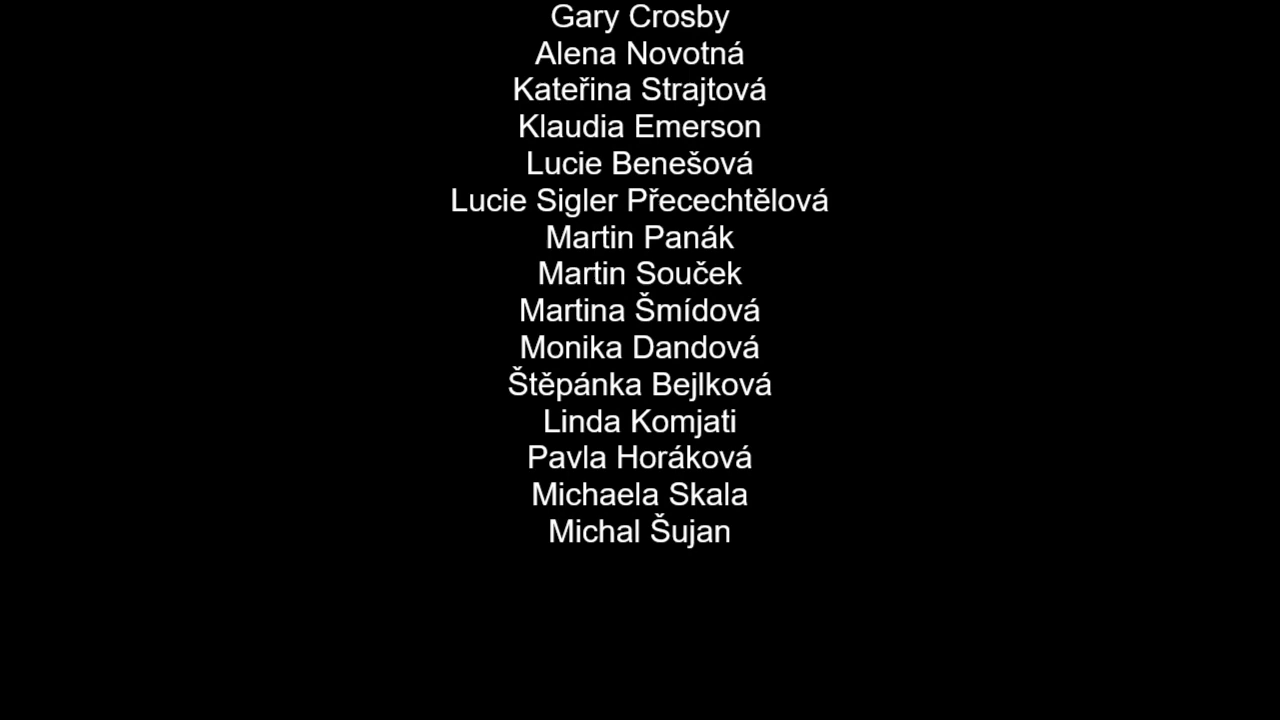 Gary Crosby
Alena Novotná
Kateřina Strajtová
Klaudia Emerson
Lucie Benešová
Lucie Sigler Přecechtělová
Martin Panák
Martin Souček
Martina Šmídová
Monika Dandová
Štěpánka Bejlková
Linda Komjati
Pavla Horáková
Michaela Skala
Michal Šujan